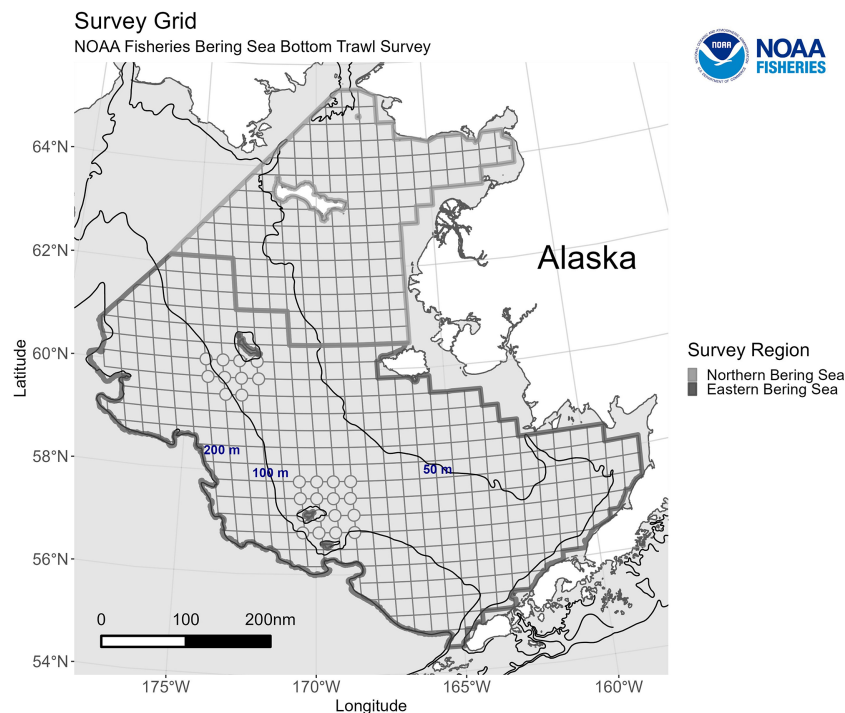 Survey Grid
NOAA Fisheries Bering Sea Bottom Trawl Survey
NOAA
NOAA
FISHERIES
64°N
62°N
60°N
58°N
56°N
54°N
Latitude
Alaska
200 m
100 m
50 m
0 100 200nm
175°W 170°W 165°W 160°W
Longitude
Survey Region
Northern Bering Sea
Eastern Bering Sea